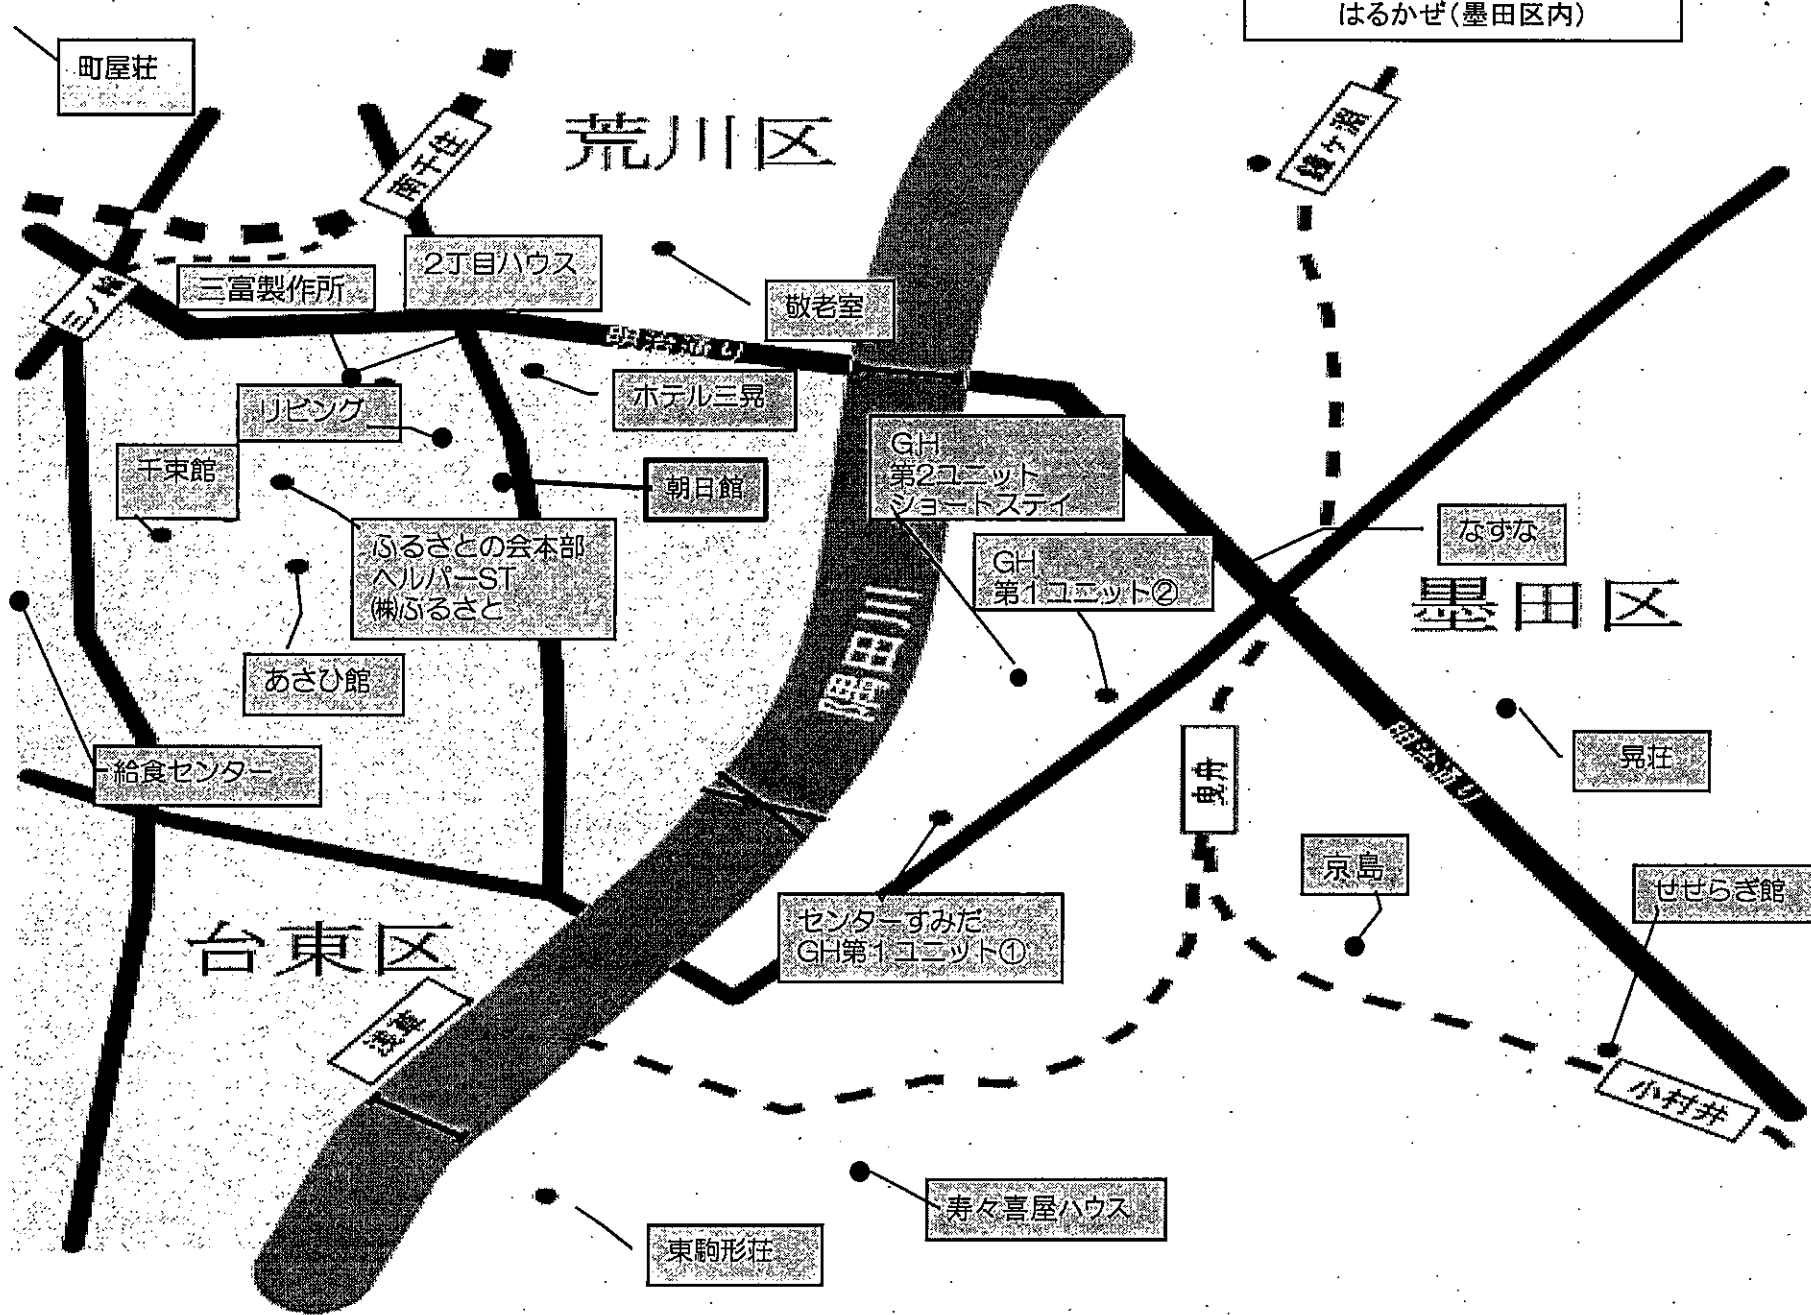 はるかぜ(墨田区内)
町屋荘
荒川区
南千住
鐘ヶ淵
2丁目ハウス
三富製作所
三ノ輪
敬老室
明治通り
リビング
ホテル三晃
千束館
朝日館
GH
第2ユニット
ショートステイ
なずな
ふるさとの会本部
ヘルパーST
㈱ふるさと
GH
第1ユニット②
墨田区
隅田川
あさひ館
明治通り
晃荘
曳舟
給食センター
京島
せせらぎ館
センターすみだ
GH第1ユニット①
台東区
浅草
小村井
寿々喜屋ハウス
東駒形荘